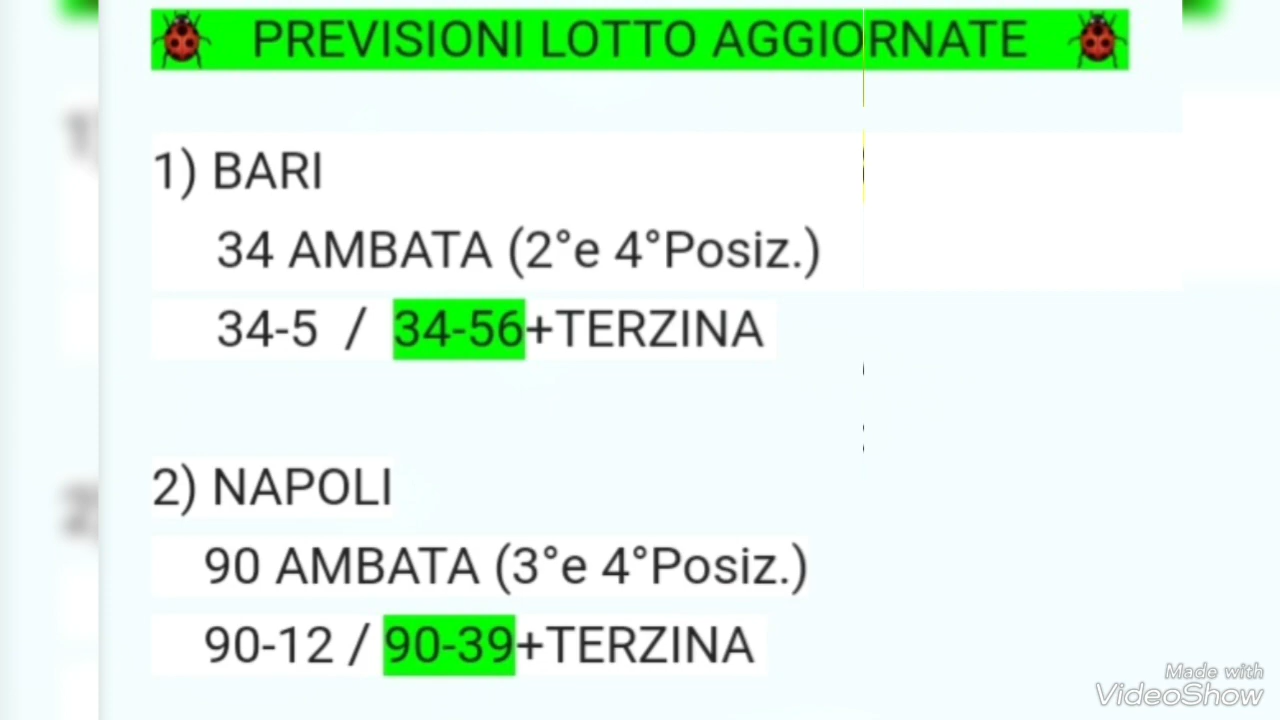 PREVISIONI LOTTO AGGIORNATE
1) BARI
34 AMBATA (2°e 4°Posiz.)
34-5 / 34-56+TERZINA
2) NAPOLI
90 AMBATA (3°e 4°Posiz.)
90-12 / 90-39+TERZINA
Made with
VideoShow